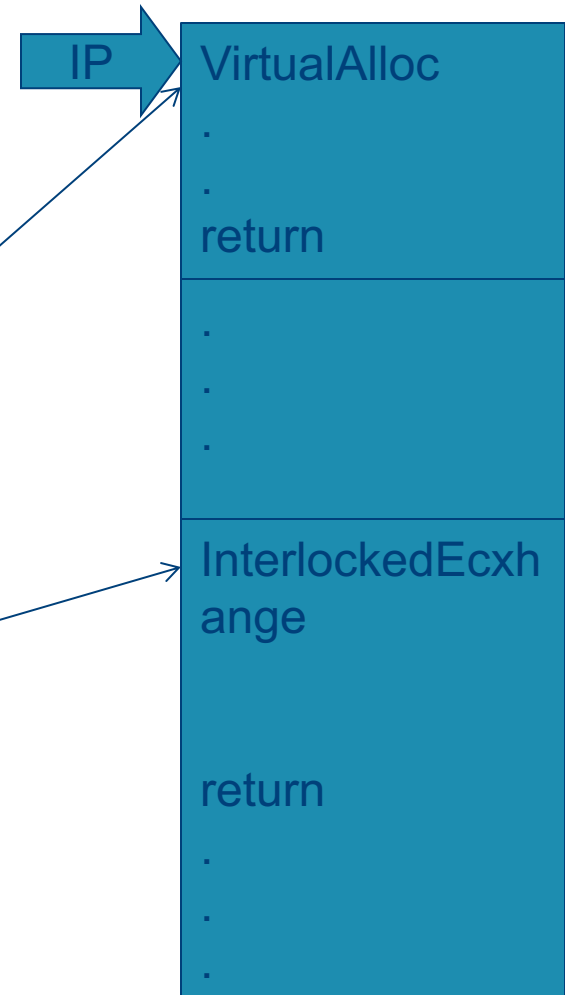 IP
VirtualAlloc
.
.
return
.
.
.
InterlockedEcxh
ange
return
.
.
.